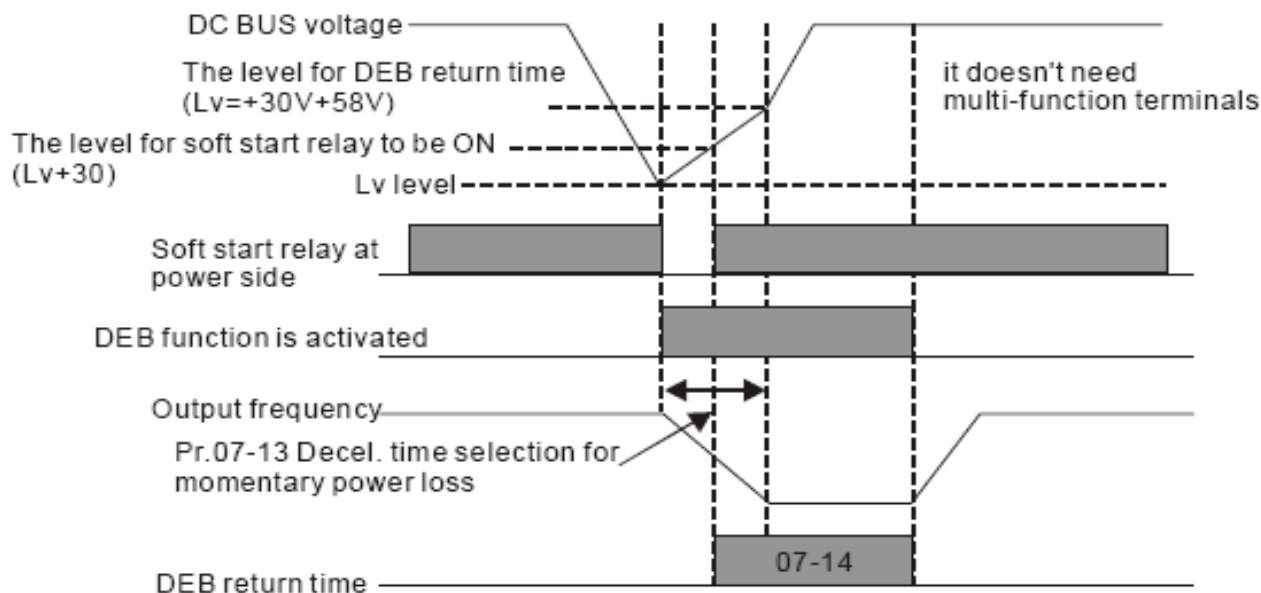 DC BUS voltage
The level for DEB return time
(Lv=+30V+58V)
it doesn't need
multi-function terminals
The level for soft start relay to be ON
(Lv+30)
Lv level
Soft start relay at
power side
DEB function is activated
Output frequency
Pr.07-13 Decel. time selection for
momentary power loss
07-14
DEB return time